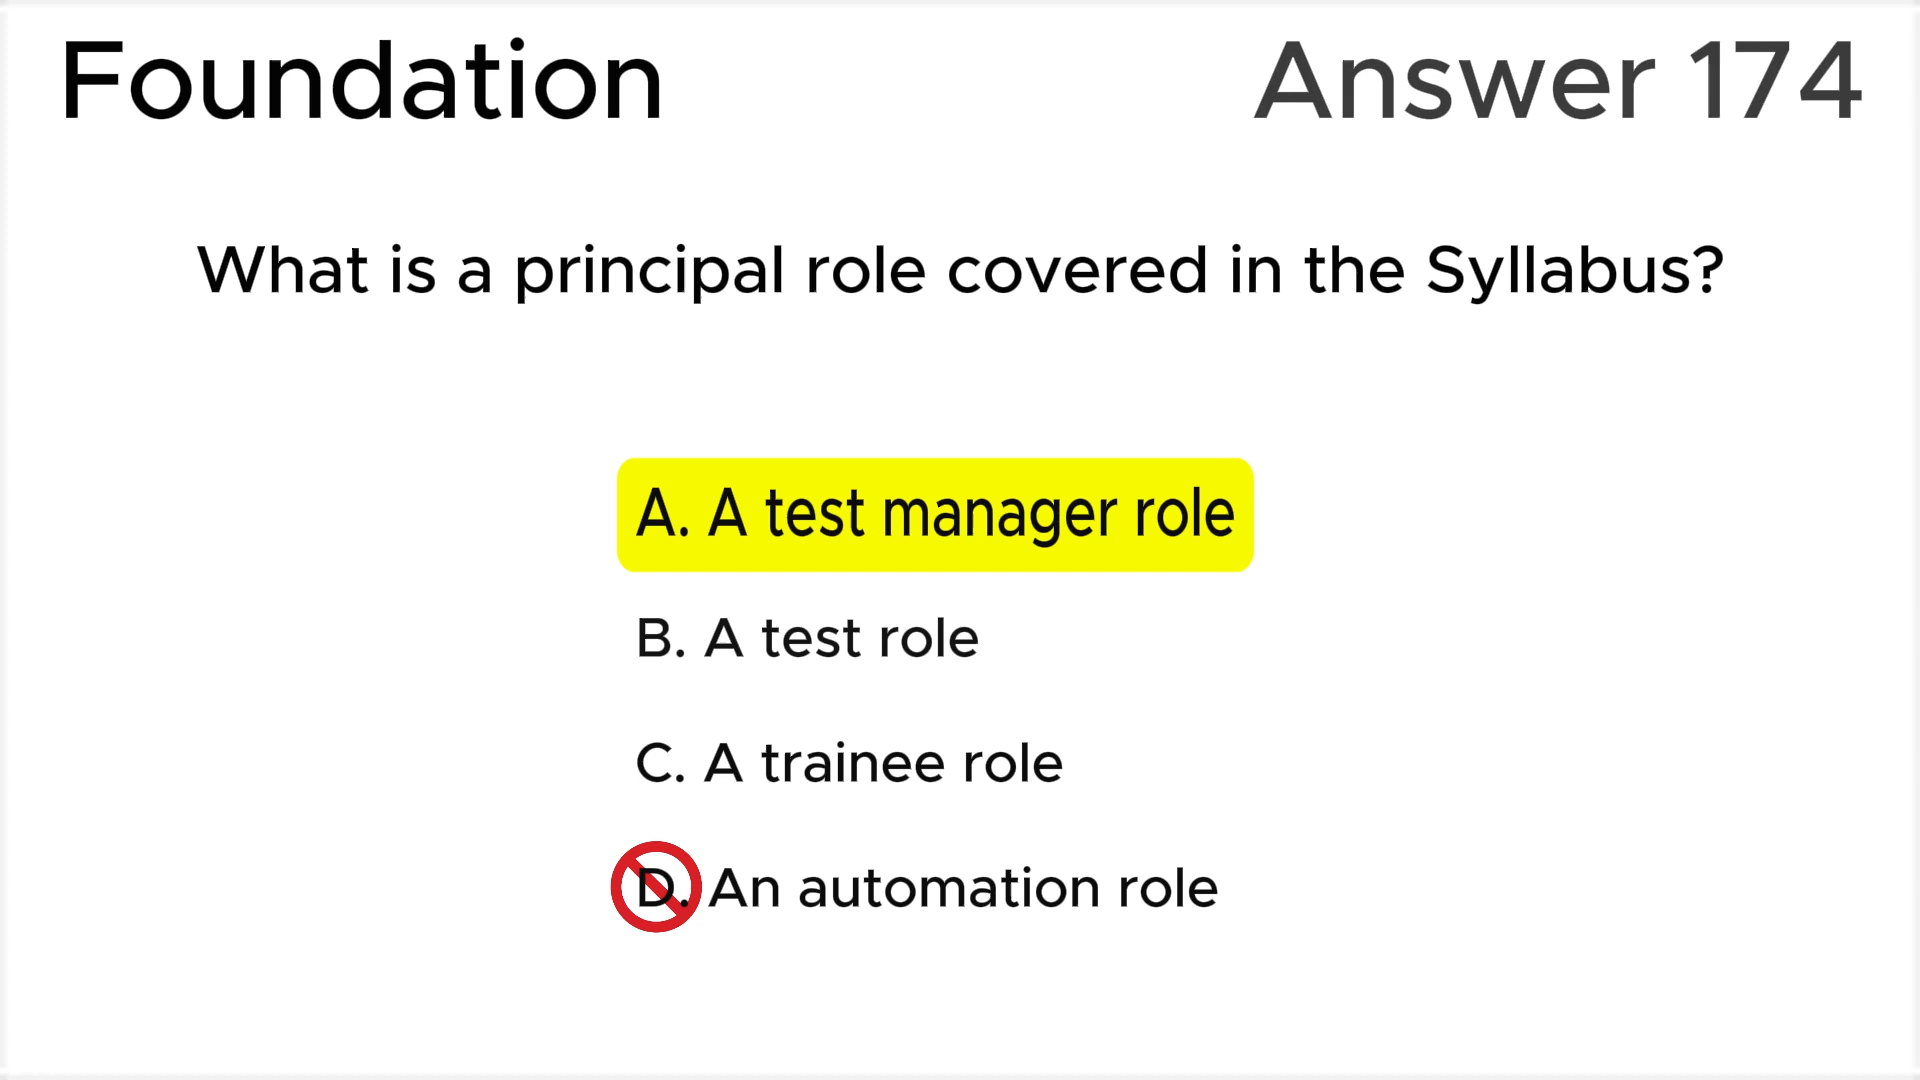 Foundation
Answer 174
What is a principal role covered in the Syllabus?
A. A test manager role
B. A test role
C. A trainee role
D. An automation role